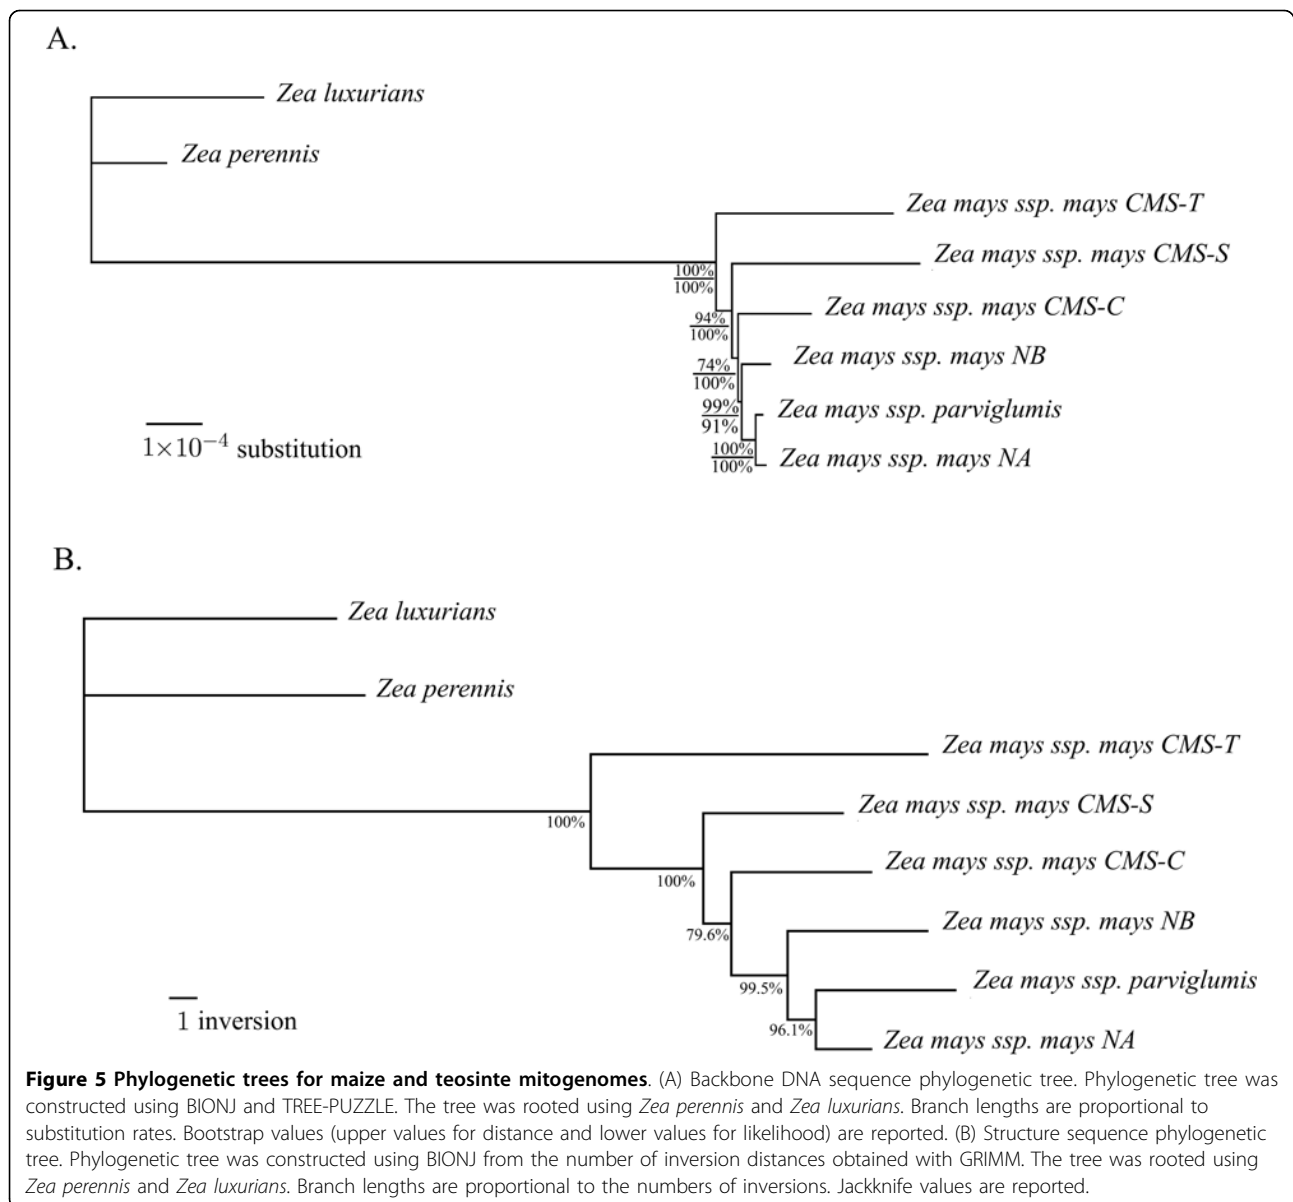 A.
Zea luxurians
Zea perennis
Zea mays ssp. mays CMS-T
Zea mays ssp. mays CMS-S
100%
100%
Zea mays ssp. mays CMS-C
94%
100%
Zea mays ssp. mays NB
74%
100%
Zea mays ssp. parviglumis
99%
91%
1×10−4 substitution
100%
100%
Zea mays ssp. mays NA
B.
Zea luxurians
Zea perennis
Zea mays ssp. mays CMS-T
Zea mays ssp. mays CMS-S
100%
Zea mays ssp. mays CMS-C
100%
Zea mays ssp. mays NB
79.6%
Zea mays ssp. parviglumis
99.5%
1 inversion
96.1%
Zea mays ssp. mays NA
Figure 5 Phylogenetic trees for maize and teosinte mitogenomes. (A) Backbone DNA sequence phylogenetic tree. Phylogenetic tree was
constructed using BIONJ and TREE-PUZZLE. The tree was rooted using Zea perennis and Zea luxurians. Branch lengths are proportional to
substitution rates. Bootstrap values (upper values for distance and lower values for likelihood) are reported. (B) Structure sequence phylogenetic
tree. Phylogenetic tree was constructed using BIONJ from the number of inversion distances obtained with GRIMM. The tree was rooted using
Zea perennis and Zea luxurians. Branch lengths are proportional to the numbers of inversions. Jackknife values are reported.